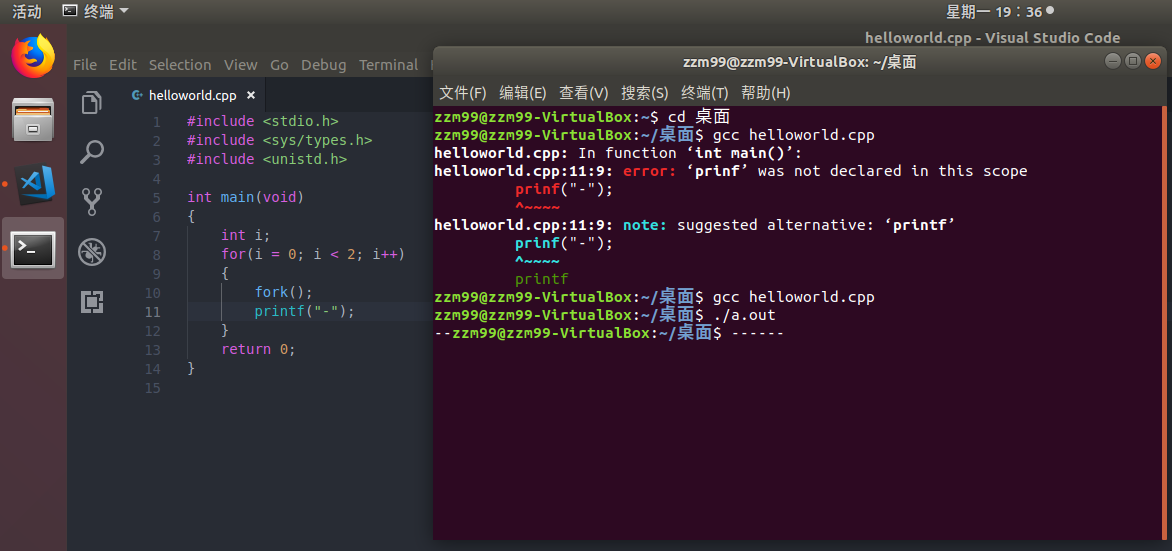 活动 终端 星期一 19：36
helloworld.cpp - Visual Studio Code
File Edit Selection View Go Debug Terminal
helloworld.cpp ×
1 #include <stdio.h>
2 #include <sys/types.h>
3 #include <unistd.h>
4
5 int main(void)
6 {
7 int i;
8 for(i = 0; i < 2; i++)
9 {
10 fork();
11 printf("-");
12 }
13 return 0;
14 }
15
zzm99@zzm99-VirtualBox: ~/桌面
文件(F) 编辑(E) 查看(V) 搜索(S) 终端(T) 帮助(H)
zzm99@zzm99-VirtualBox:~$ cd 桌面
zzm99@zzm99-VirtualBox:~/桌面$ gcc helloworld.cpp
helloworld.cpp: In function ‘int main()’:
helloworld.cpp:11:9: error: ‘prinf’ was not declared in this scope
prinf("-");
^~~~~
helloworld.cpp:11:9: note: suggested alternative: ‘printf’
prinf("-");
^~~~~
printf
zzm99@zzm99-VirtualBox:~/桌面$ gcc helloworld.cpp
zzm99@zzm99-VirtualBox:~/桌面$ ./a.out
--zzm99@zzm99-VirtualBox:~/桌面$ ------